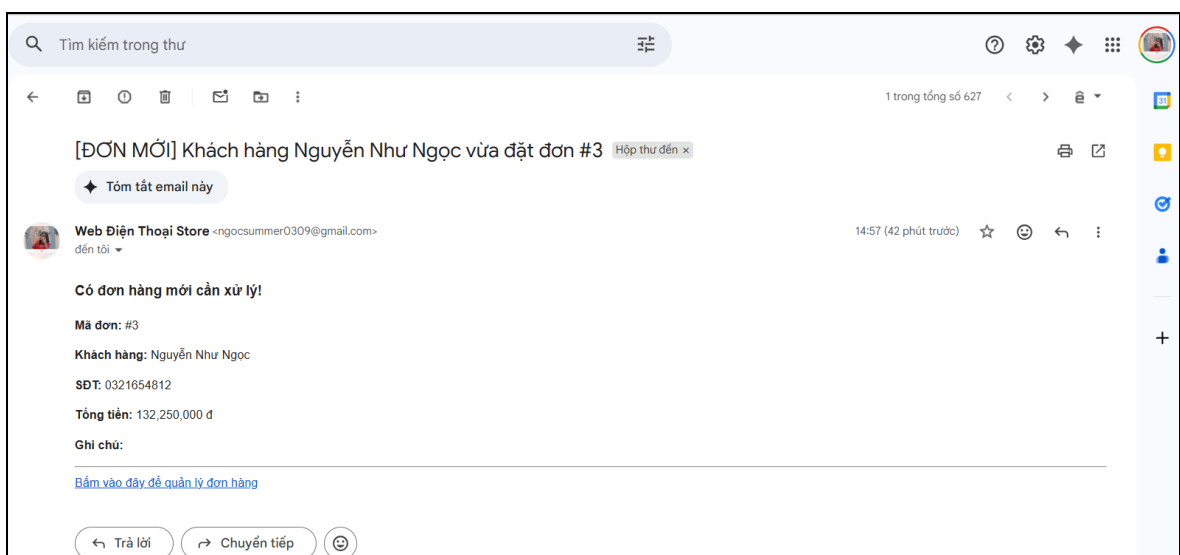 Tìm kiếm trong thư
1 trong tổng số 627
31
[ĐƠN MỚI] Khách hàng Nguyễn Như Ngọc vừa đặt đơn #3 Hộp thư đến ×
Tóm tắt email này
Web Điện Thoại Store <ngocsummer0309@gmail.com>
14:57 (42 phút trước)
đến tôi
Có đơn hàng mới cần xử lý!
Mã đơn: #3
Khách hàng: Nguyễn Như Ngọc
SĐT: 0321654812
Tổng tiền: 132,250,000 đ
Ghi chú:
Bấm vào đây để quản lý đơn hàng
Trả lời
Chuyển tiếp